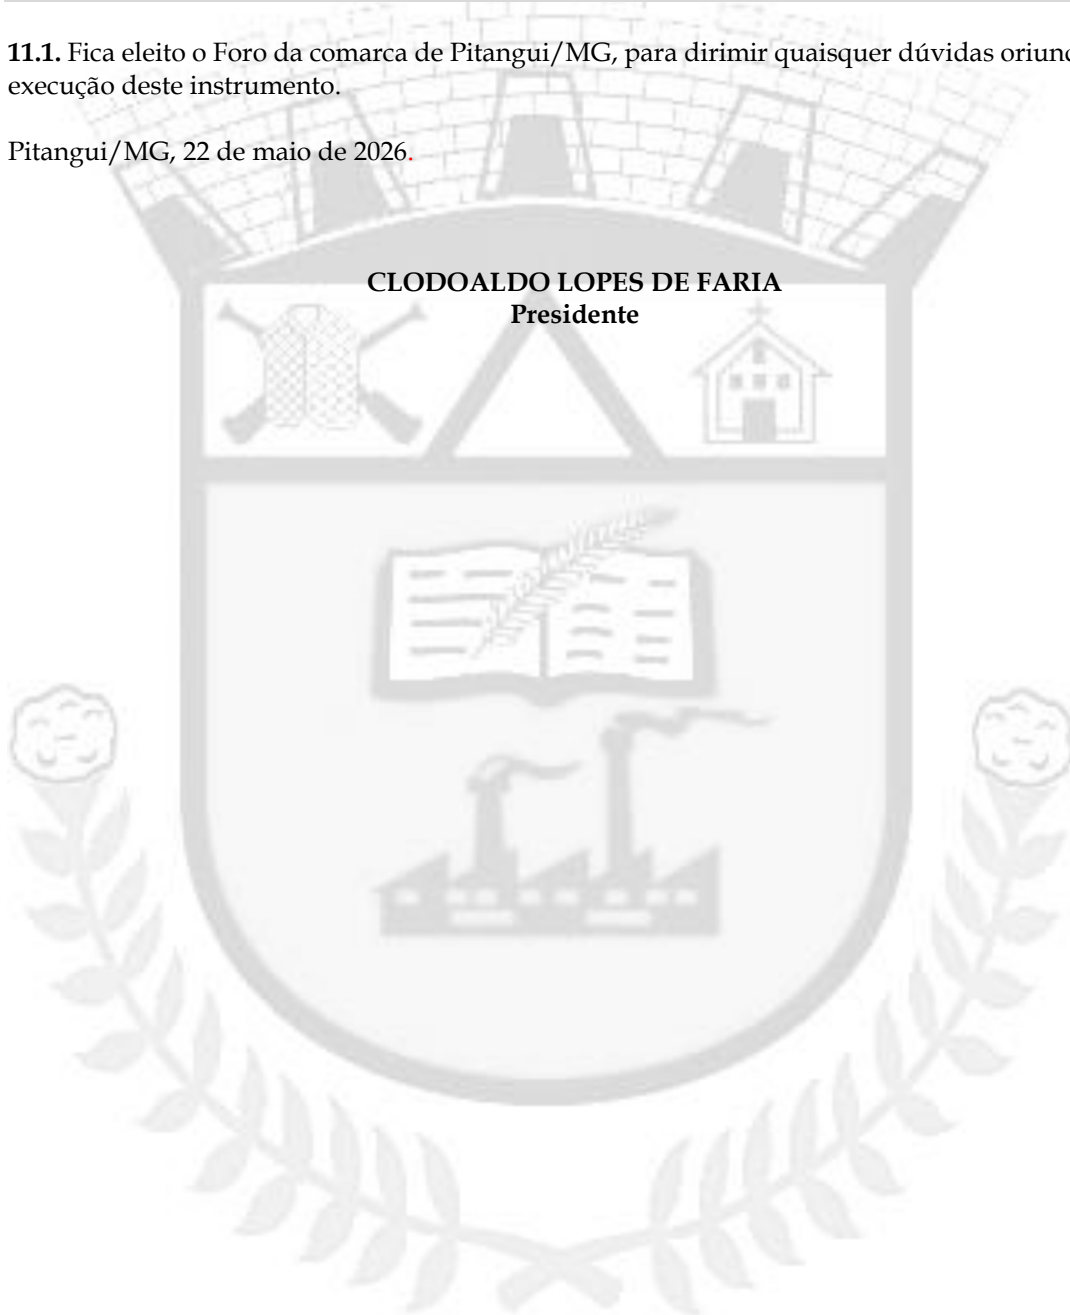 11.1. Fica eleito o Foro da comarca de Pitangui/MG, para dirimir quaisquer dúvidas
execução deste instrumento.
Pitangui/MG, 22 de maio de 2026.
CLODOALDO LOPES DE FARIA
Presidente